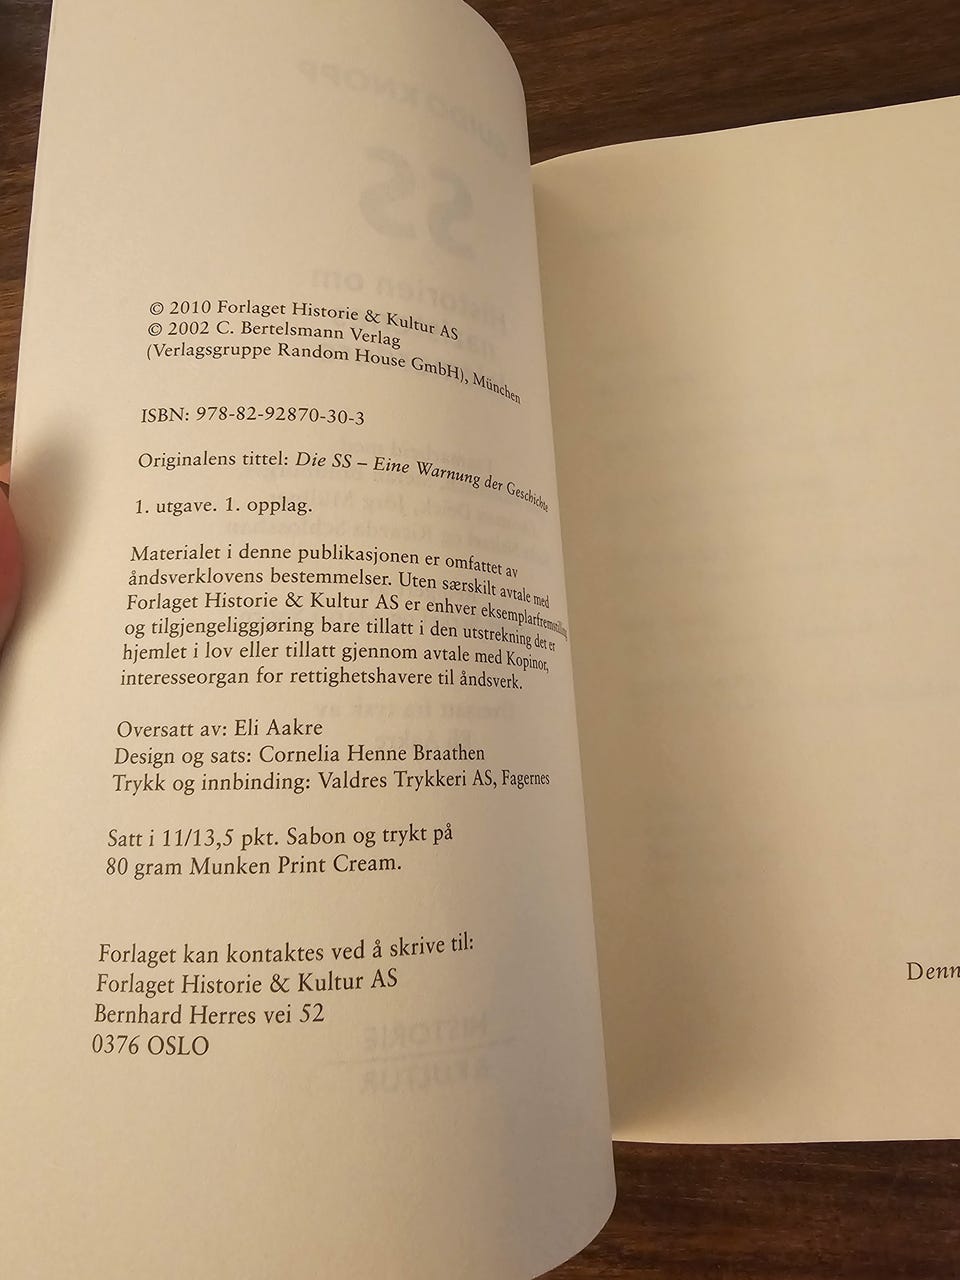 © 2010 Forlaget Historie & Kultur AS
© 2002 C. Bertelsmann Verlag
(Verlagsgruppe Random House GmbH), München
ISBN: 978-82-92870-30-3
Originalens tittel: Die SS – Eine Warnung der Geschichte
1. utgave. 1. opplag.
Materialet i denne publikasjonen er omfattet av
åndsverklovens bestemmelser. Uten særskilt avtale med
Forlaget Historie & Kultur AS er enhver eksemplarfremstilling
og tilgjengeliggjøring bare tillatt i den utstrekning det er
hjemlet i lov eller tillatt gjennom avtale med Kopinor,
interesseorgan for rettighetshavere til åndsverk.
Oversatt av: Eli Aakre
Design og sats: Cornelia Henne Braathen
Trykk og innbinding: Valdres Trykkeri AS, Fagernes
Satt i 11/13,5 pkt. Sabon og trykt på
80 gram Munken Print Cream.
Forlaget kan kontaktes ved å skrive til:
Forlaget Historie & Kultur AS
Bernhard Herres vei 52
0376 OSLO
Denn